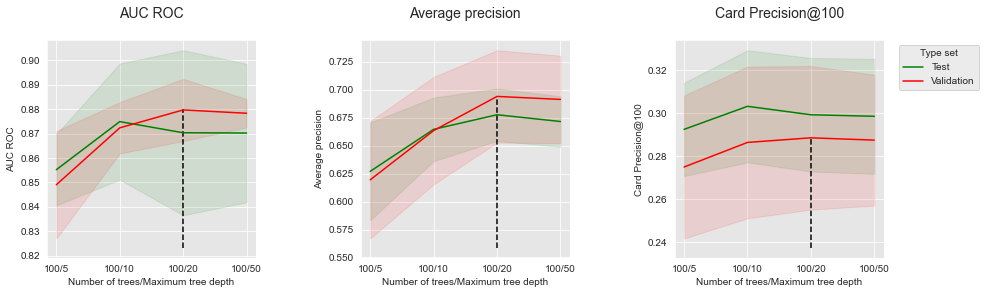 AUC ROC
Average precision
Card Precision@100
AUC ROC
0.90
0.89
0.88
0.87
0.86
0.85
0.84
0.83
0.82
100/5 100/10 100/20 100/50
Number of trees/Maximum tree depth
Average precision
0.725
0.700
0.675
0.650
0.625
0.600
0.575
0.550
100/5 100/10 100/20 100/50
Number of trees/Maximum tree depth
Card Precision@100
0.32
0.30
0.28
0.26
0.24
100/5 100/10 100/20 100/50
Number of trees/Maximum tree depth
Type set
Test
Validation